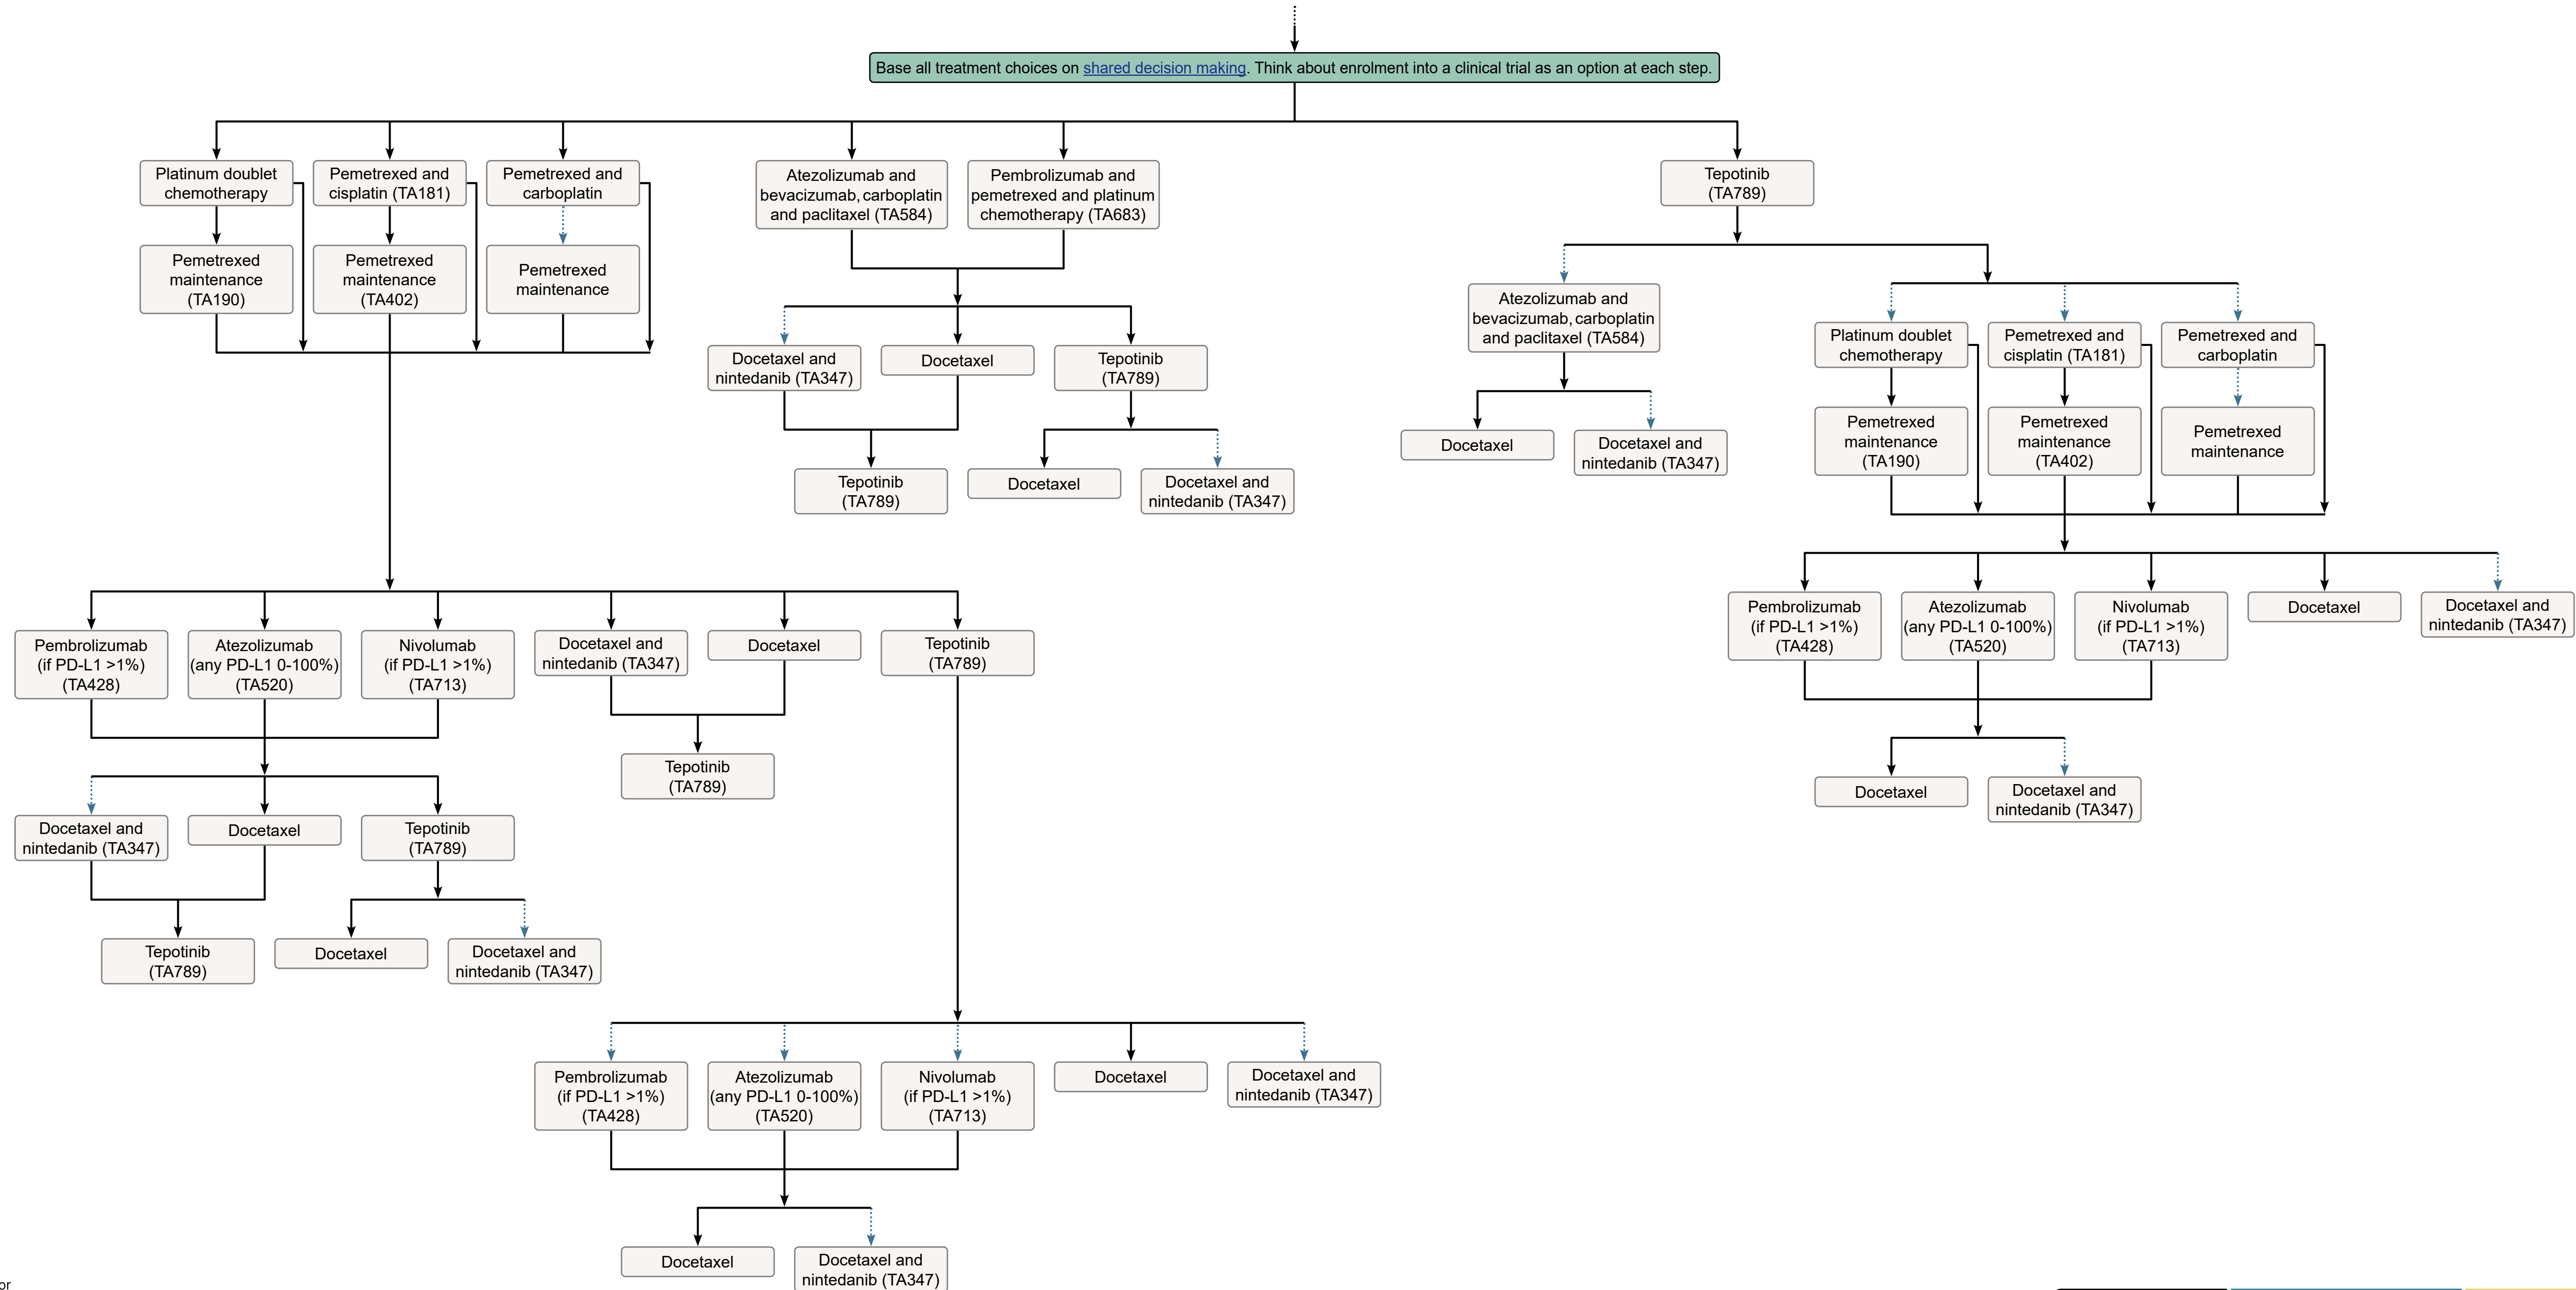 Base all treatment choices on shared decision making. Think about enrolment into a clinical trial as an option at each step.
Platinum doublet
chemotherapy
Pemetrexed and
cisplatin (TA181)
Pemetrexed and
carboplatin
Atezolizumab and
bevacizumab, carboplatin
and paclitaxel (TA584)
Pembrolizumab and
pemetrexed and platinum
chemotherapy (TA683)
Tepotinib
(TA789)
Pemetrexed
maintenance
(TA190)
Pemetrexed
maintenance
(TA402)
Pemetrexed
maintenance
Docetaxel and
nintedanib (TA347)
Docetaxel
Tepotinib
(TA789)
Tepotinib
(TA789)
Docetaxel
Docetaxel and
nintedanib (TA347)
Atezolizumab and
bevacizumab, carboplatin
and paclitaxel (TA584)
Docetaxel
Docetaxel and
nintedanib (TA347)
Platinum doublet
chemotherapy
Pemetrexed and
cisplatin (TA181)
Pemetrexed and
carboplatin
Pemetrexed
maintenance
(TA190)
Pemetrexed
maintenance
(TA402)
Pemetrexed
maintenance
Pembrolizumab
(if PD-L1 >1%)
(TA428)
Atezolizumab
(any PD-L1 0-100%)
(TA520)
Nivolumab
(if PD-L1 >1%)
(TA713)
Docetaxel
Docetaxel and
nintedanib (TA347)
Docetaxel
Docetaxel and
nintedanib (TA347)
Pembrolizumab
(if PD-L1 >1%)
(TA428)
Atezolizumab
(any PD-L1 0-100%)
(TA520)
Nivolumab
(if PD-L1 >1%)
(TA713)
Docetaxel and
nintedanib (TA347)
Docetaxel
Tepotinib
(TA789)
Tepotinib
(TA789)
Docetaxel and
nintedanib (TA347)
Docetaxel
Tepotinib
(TA789)
Tepotinib
(TA789)
Docetaxel
Docetaxel and
nintedanib (TA347)
Pembrolizumab
(if PD-L1 >1%)
(TA428)
Atezolizumab
(any PD-L1 0-100%)
(TA520)
Nivolumab
(if PD-L1 >1%)
(TA713)
Docetaxel
Docetaxel and
nintedanib (TA347)
Docetaxel
Docetaxel and
nintedanib (TA347)
or